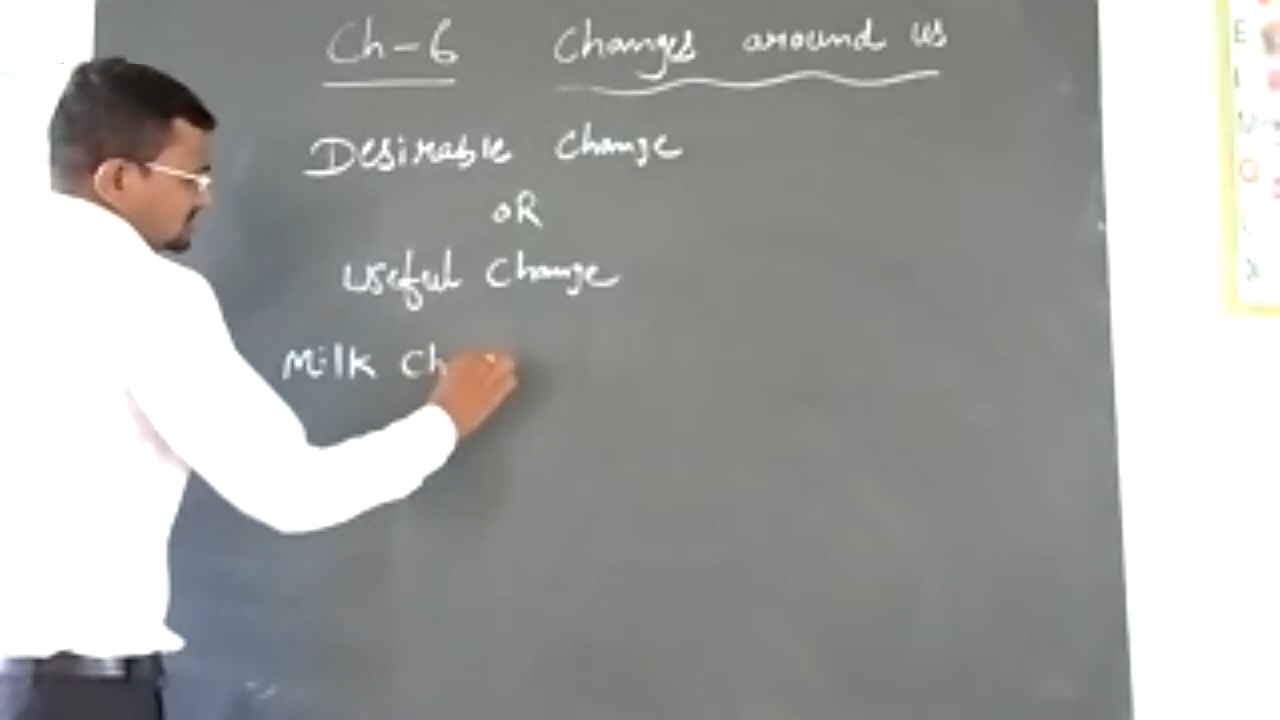 Ch-6 Changes around us
Desirable Change
OR
Useful Change
Milk Ch
E
L
M
Q